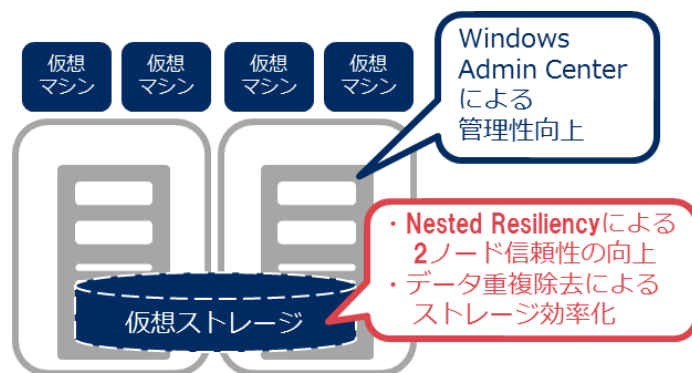 仮想
マシン
仮想
マシン
仮想
マシン
仮想
マシン
Windows
Admin Center
による
管理性向上
・Nested Resiliencyによる
2ノード信頼性の向上
・データ重複除去による
ストレージ効率化
仮想ストレージ